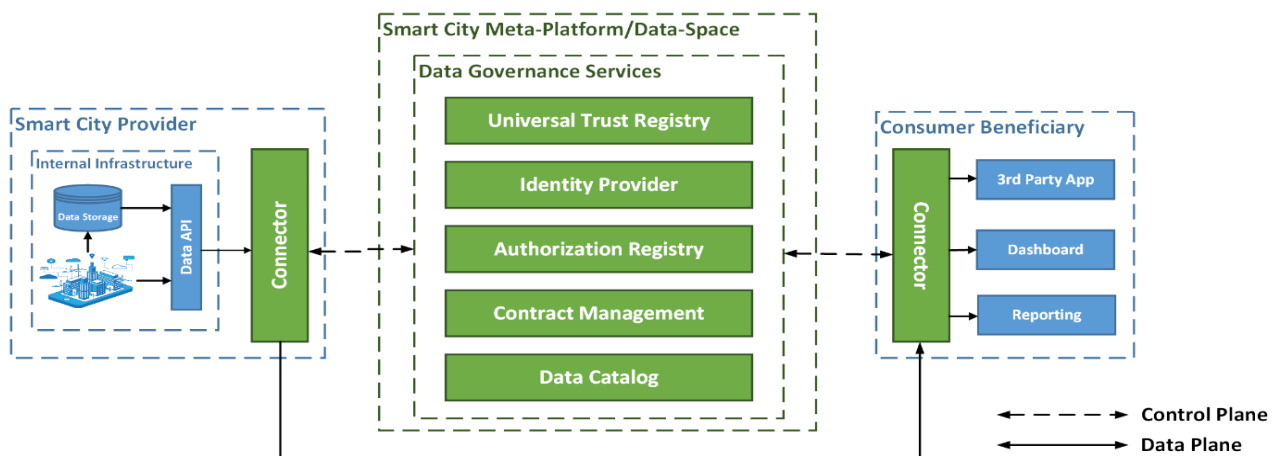 Smart City Meta-Platform/Data-Space
Data Governance Services
Universal Trust Registry
Identity Provider
Authorization Registry
Contract Management
Data Catalog
Smart City Provider
Internal Infrastructure
Data Storage
Data API
Connector
Consumer Beneficiary
Connector
3rd Party App
Dashboard
Reporting
Control Plane
Data Plane